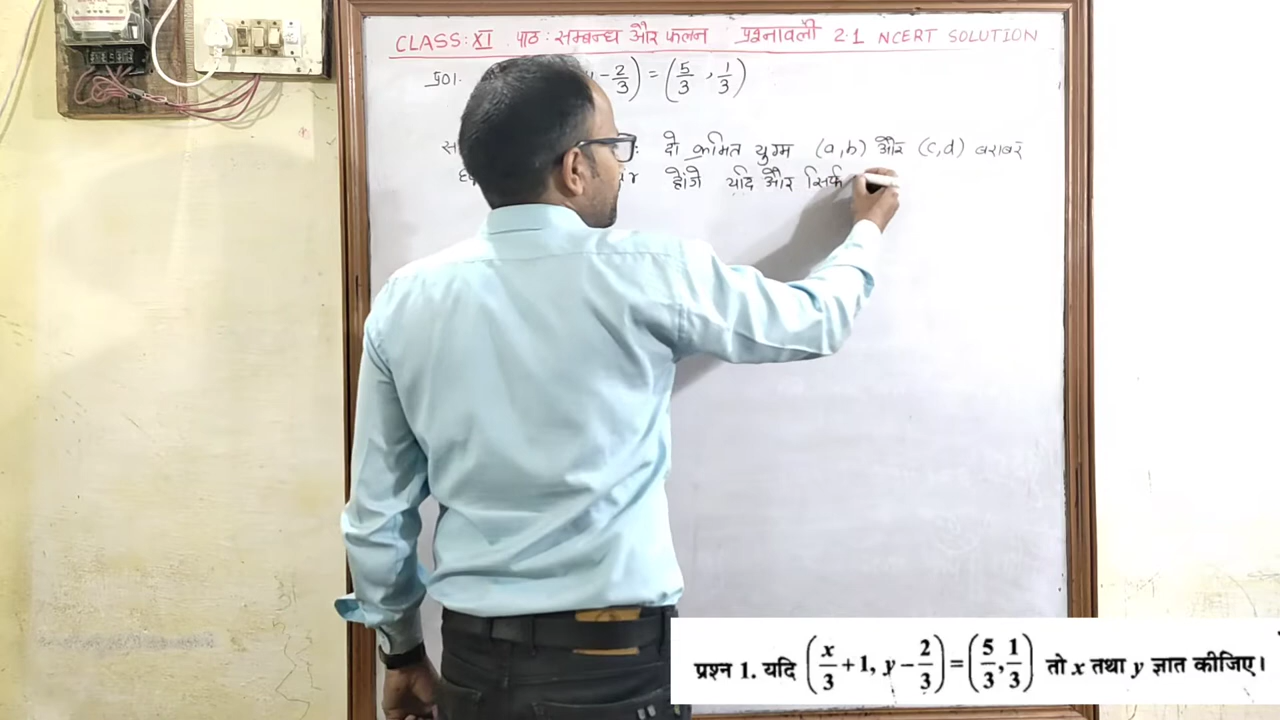 CLASS: XI पाठ: सम्बन्ध और फलन प्रश्नावली 2.1 NCERT SOLUTION
प्र01. - 2/3) = (5/3, 1/3)
दो क्रमित युग्म (a,b) और (c,d) बराबर
होंगे यदि और सिर्फ
प्रश्न 1. यदि (x/3 + 1, y - 2/3) = (5/3, 1/3) तो x तथा y ज्ञात कीजिए।